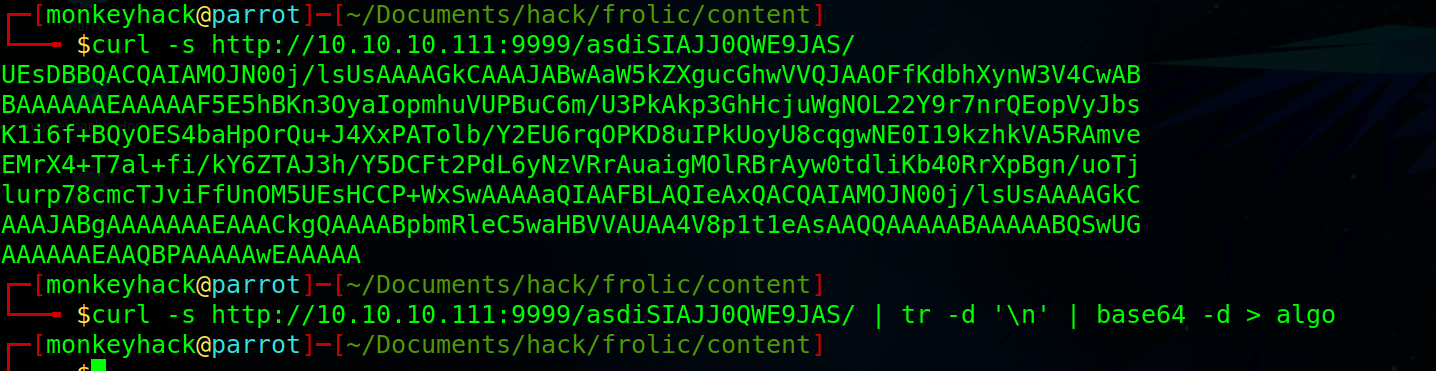 ┌─[monkeyhack@parrot]─[~/Documents/hack/frolic/content]
└──╼ $curl -s http://10.10.10.111:9999/asdiSIAJJ0QWE9JAS/
UEsDBBQACQAIAMOJN00j/lsUsAAAAGkCAAAJABwAaW5kZXgucGhwVVQJAAOFfKdbhXynW3V4CwAB
BAAAAAAEAAAAAF5E5hBKn3OyaIopmhuVUPBuC6m/U3PkAkp3GhHcjuWgNOL22Y9r7nrQEopVyJbs
K1i6f+BQyOES4baHpOrQu+J4XxPATolb/Y2EU6rqOPKD8uIPkUoyU8cqgwNE0I19kzhkVA5RAmve
EMrX4+T7al+fi/kY6ZTAJ3h/Y5DCFt2PdL6yNzVRrAuaigMOlRBrAyw0tdliKb40RrXpBgn/uoTj
lurp78cmcTJviFfUnOM5UEsHCCP+WxSwAAAAaQIAAFBLAQIeAxQACQAIAMOJN00j/lsUsAAAAGkC
AAAJABgAAAAAAAEAAACkgQAAAABpbmRleC5waHBVVAUAA4V8p1t1eAsAAQQAAAAABAAAAABQSwUG
AAAAAAEAAQBPAAAAAwEAAAAA
┌─[monkeyhack@parrot]─[~/Documents/hack/frolic/content]
└──╼ $curl -s http://10.10.10.111:9999/asdiSIAJJ0QWE9JAS/ | tr -d '\n' | base64 -d > algo
┌─[monkeyhack@parrot]─[~/Documents/hack/frolic/content]
$